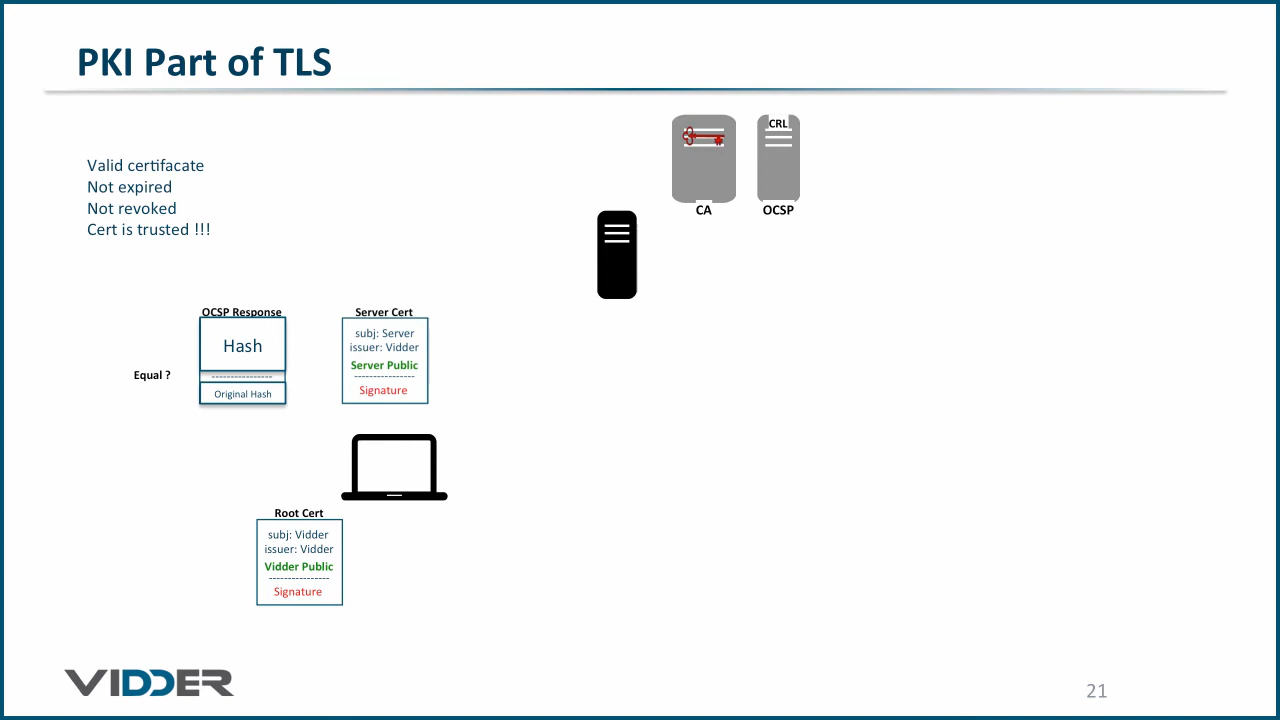 PKI Part of TLS
CRL
CA
OCSP
Valid certifacate
Not expired
Not revoked
Cert is trusted !!!
OCSP Response
Hash
Equal ?
----------------
Original Hash
Server Cert
subj: Server
issuer: Vidder
Server Public
----------------
Signature
Root Cert
subj: Vidder
issuer: Vidder
Vidder Public
----------------
Signature
VIDDER
21